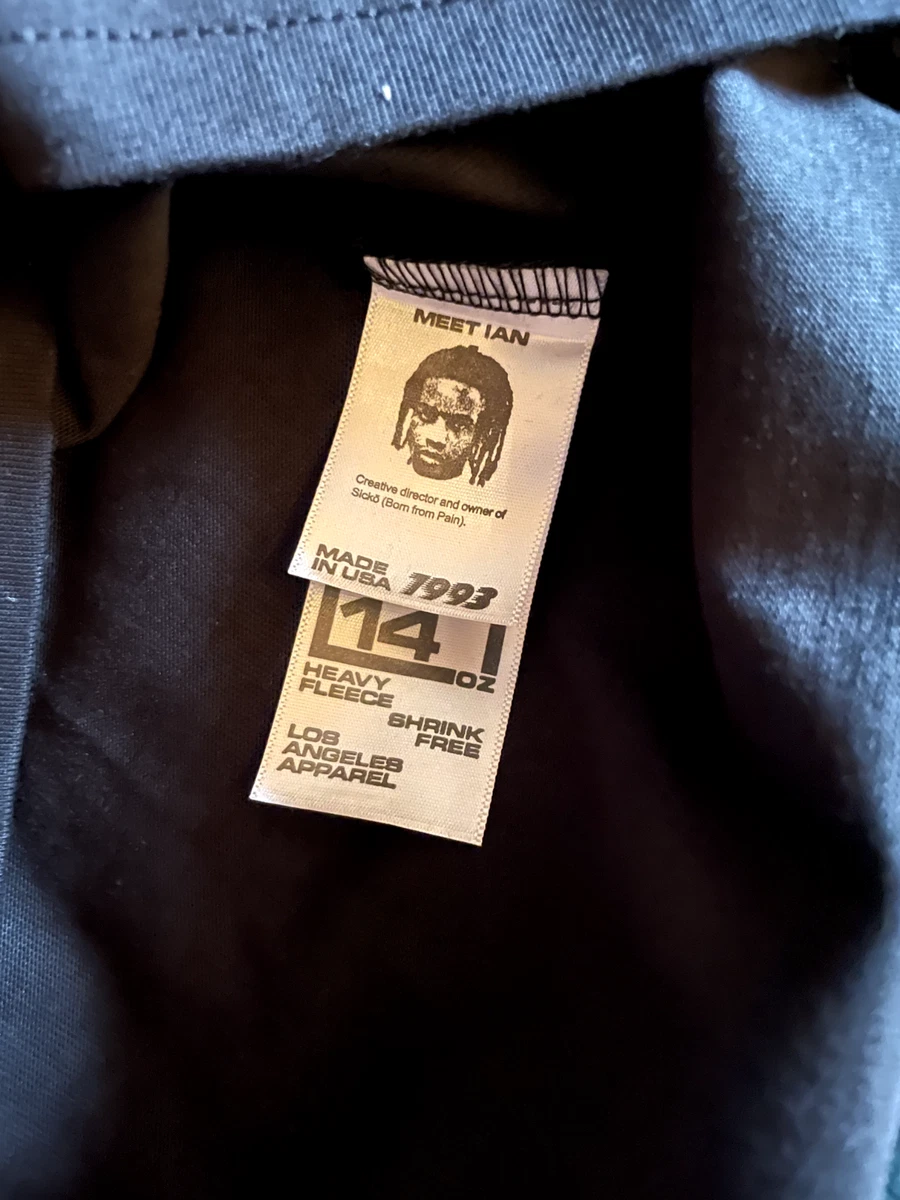 MEET IAN
Creative director and owner of
Sickö (Born from Pain).
MADE
IN USA 1993
14
OZ
HEAVY
FLEECE
SHRINK
FREE
LOS
ANGELES
APPAREL